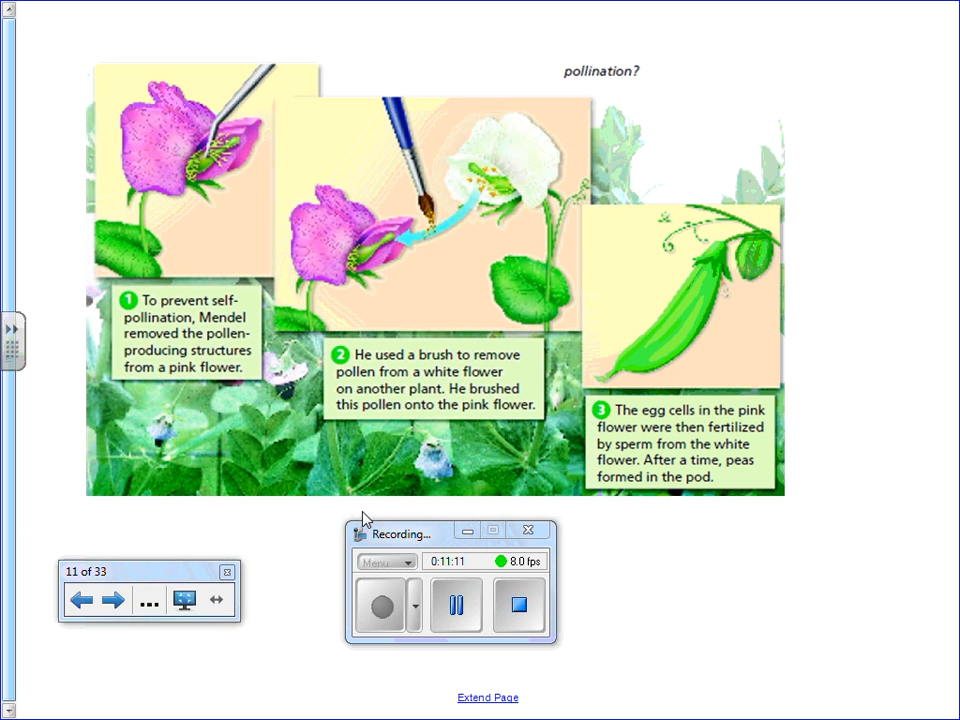 pollination?
1 To prevent self-
pollination, Mendel
removed the pollen-
producing structures
from a pink flower.
2 He used a brush to remove
pollen from a white flower
on another plant. He brushed
this pollen onto the pink flower.
3 The egg cells in the pink
flower were then fertilized
by sperm from the white
flower. After a time, peas
formed in the pod.
Recording...
Menu
0:11:11
8.0 fps
11 of 33
Extend Page